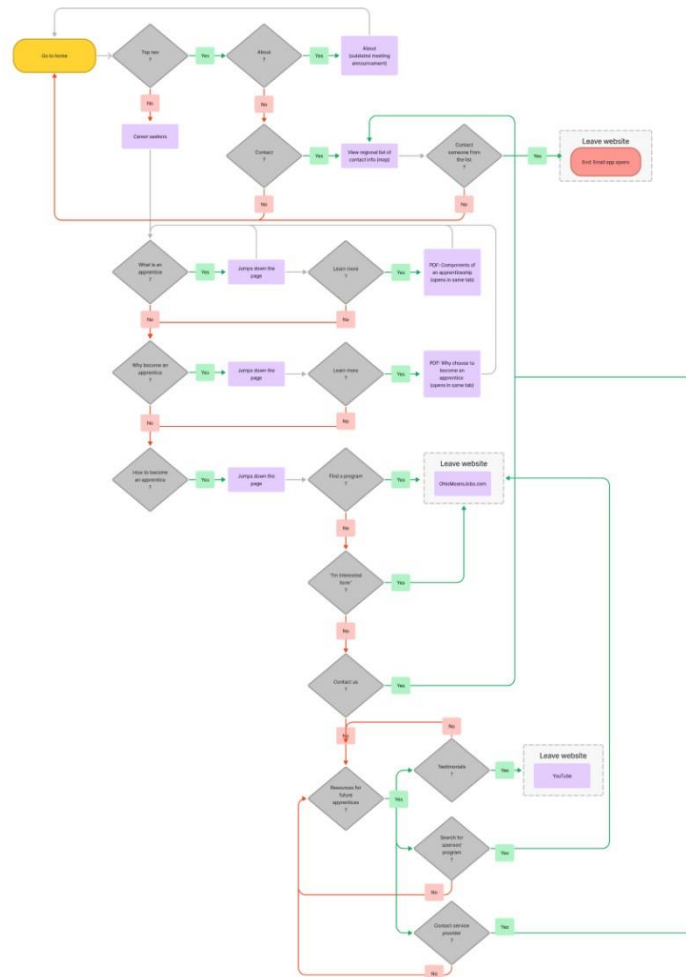 Go to home
Top nav
?
Yes
About
?
Yes
About
(outdated meeting
announcement)
No
No
Career seekers
Contact
?
Yes
View regional list of
contact info (map)
Contact
someone from
the list
?
Yes
Leave website
End: Email app opens
No
No
What is an
apprentice
?
Yes
Jumps down the
page
Learn more
?
Yes
PDF: Components of
an apprenticeship
(opens in same tab)
No
No
Why become an
apprentice
?
Yes
Jumps down the
page
Learn more
?
Yes
PDF: Why choose to
become an
apprentice
(opens in same tab)
No
No
How to become
an apprentice
?
Yes
Jumps down the
page
Find a program
?
Yes
Leave website
OhioMeansJobs.com
No
"I'm interested
form"
?
Yes
No
Contact us
?
Yes
No
No
Resources for
future
apprentices
?
Yes
Testimonials
?
Yes
Leave website
YouTube
Search for
sponsor/
program
?
Yes
No
Contact service
provider
?
Yes
No